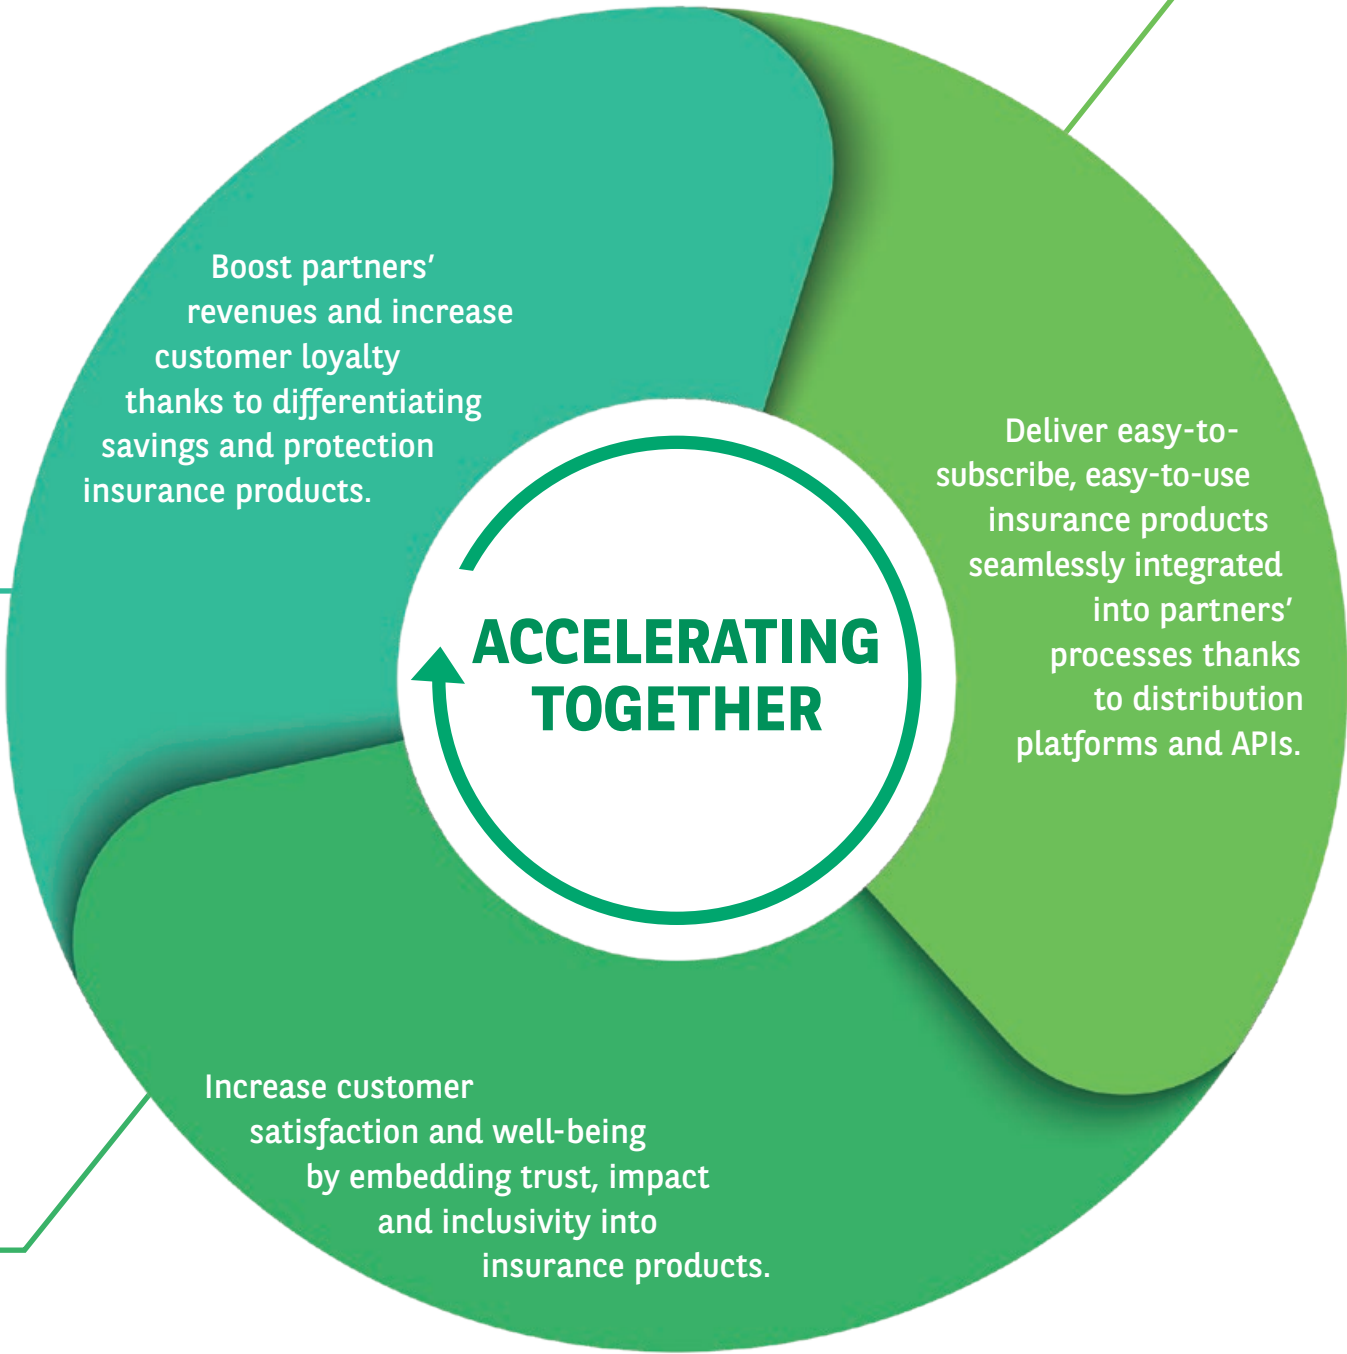 Boost partners’
revenues and increase
customer loyalty
thanks to differentiating
savings and protection
insurance products.
Deliver easy-to-
subscribe, easy-to-use
insurance products
seamlessly integrated
into partners’
processes thanks
to distribution
platforms and APIs.
ACCELERATING
TOGETHER
Increase customer
satisfaction and well-being
by embedding trust, impact
and inclusivity into
insurance products.